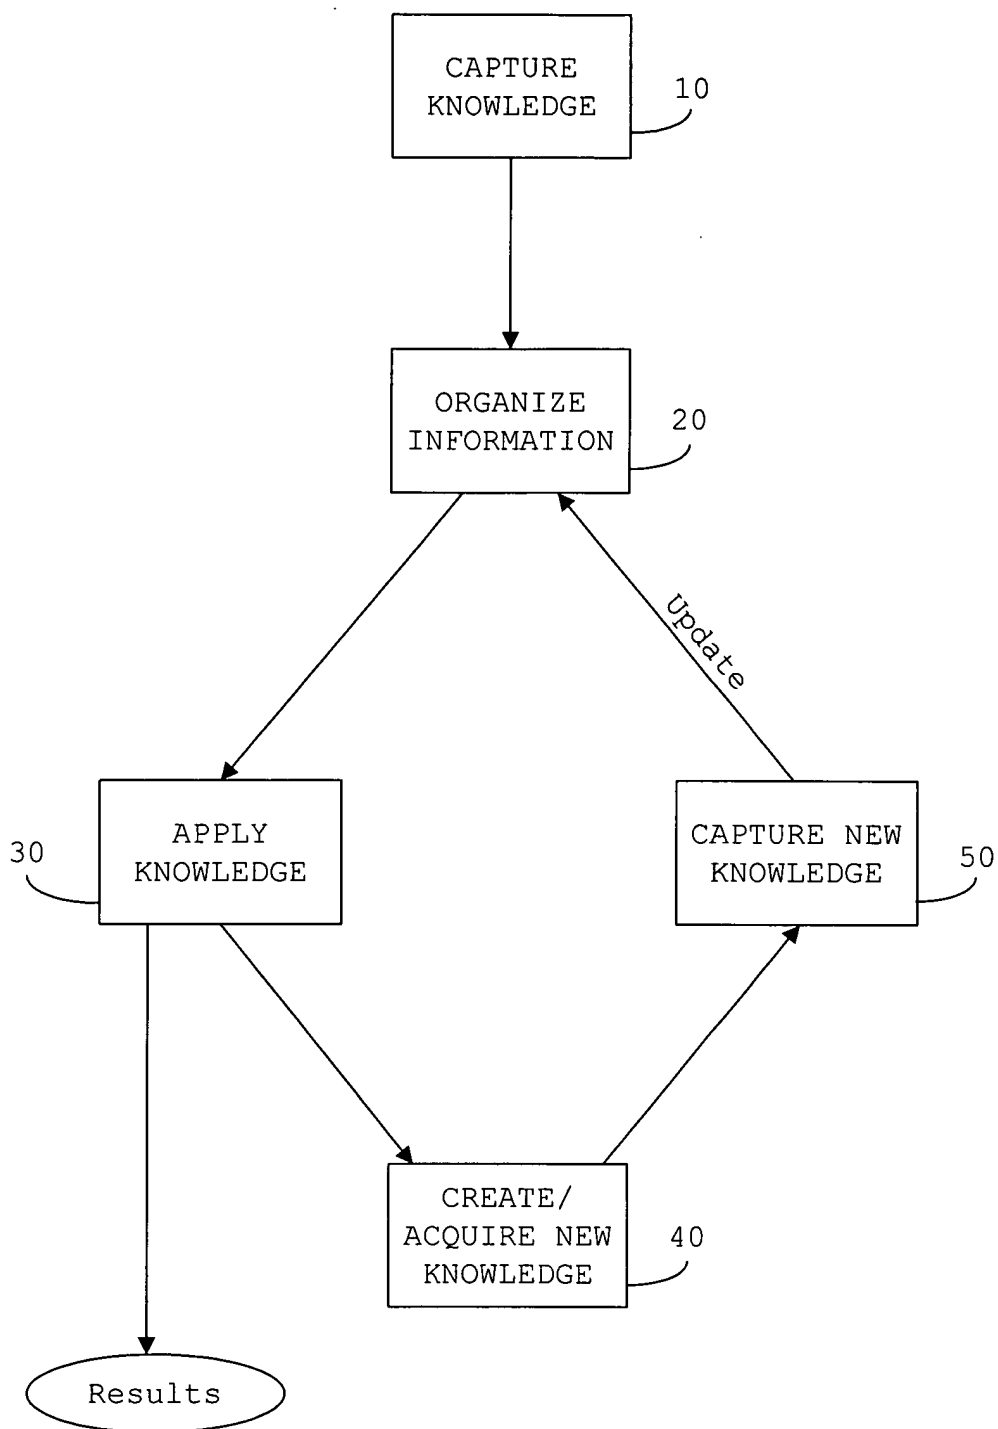 CAPTURE
KNOWLEDGE
10
ORGANIZE
INFORMATION
20
Update
APPLY
KNOWLEDGE
30
CAPTURE NEW
KNOWLEDGE
50
CREATE/
ACQUIRE NEW
KNOWLEDGE
40
Results